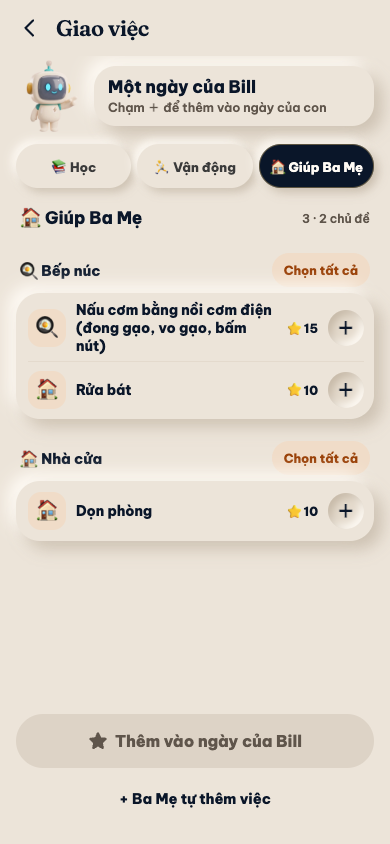 Giao việc
Một ngày của Bill
Chạm + để thêm vào ngày của con
Học
Vận động
Giúp Ba Mẹ
Giúp Ba Mẹ
3 · 2 chủ đề
Bếp núc
Chọn tất cả
Nấu cơm bằng nồi cơm điện
(đong gạo, vo gạo, bấm
nút)
15
Rửa bát
10
Nhà cửa
Chọn tất cả
Dọn phòng
10
Thêm vào ngày của Bill
+ Ba Mẹ tự thêm việc